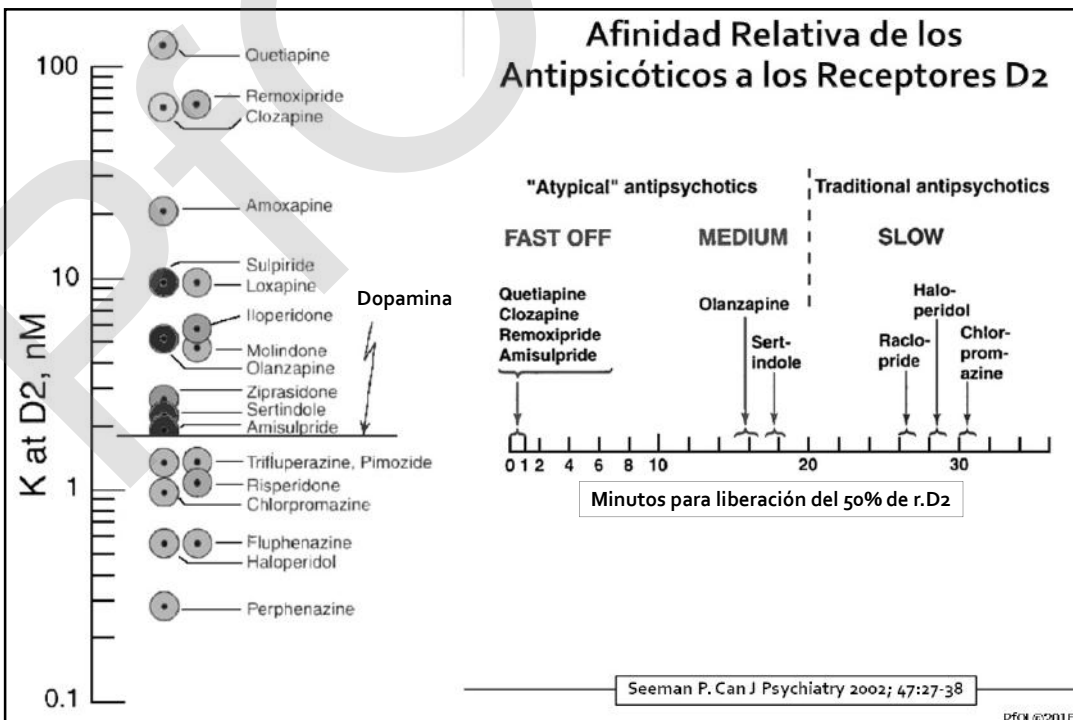 Afinidad Relativa de los
Antipsicóticos a los Receptores D2
K at D2, nM
100
10
1
0.1
Quetiapine
Remoxipride
Clozapine
Amoxapine
Sulpiride
Loxapine
Iloperidone
Molindone
Olanzapine
Ziprasidone
Sertindole
Amisulpride
Trifluperazine, Pimozide
Risperidone
Chlorpromazine
Fluphenazine
Haloperidol
Perphenazine
Dopamina
"Atypical" antipsychotics
Traditional antipsychotics
FAST OFF
MEDIUM
SLOW
Quetiapine
Clozapine
Remoxipride
Amisulpride
Olanzapine
Sert-
indole
Raclo-
pride
Halo-
peridol
Chlor-
prom-
azine
0 1 2 4 6 8 10 20 30
Minutos para liberación del 50% de r.D2
Seeman P. Can J Psychiatry 2002; 47:27-38